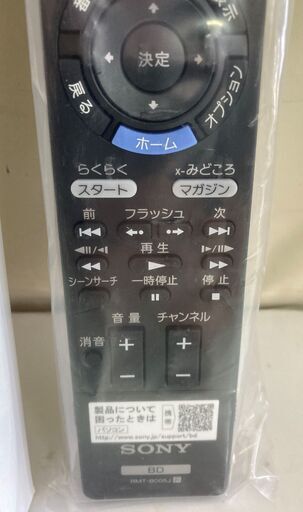 決定
戻る
オプション
ホーム
らくらく x-みどころ
スタート マガジン
前 フラッシュ 次
再生
シーンサーチ 一時停止 停止
音量 チャンネル
消音
製品について
困ったときは
パソコン
携帯
http://www.sony.jp/support/bd
SONY
BD